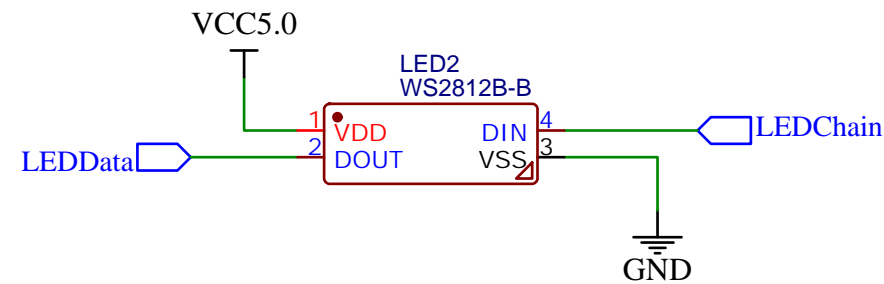 VCC5.0
LED2
WS2812B-B
1
VDD
DIN
4
LEDChain
LEDData
2
DOUT
VSS
3
GND